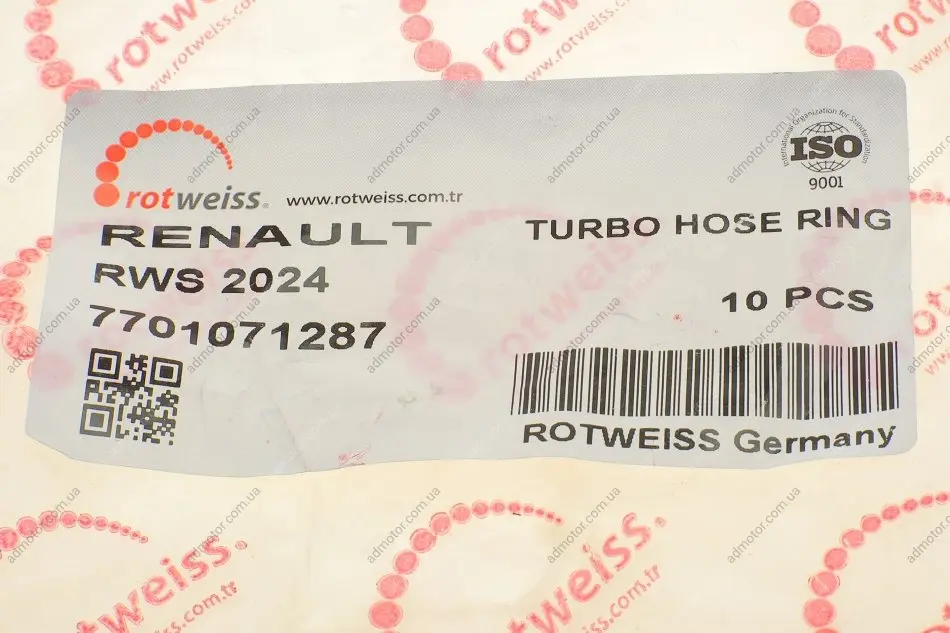 rotweiss® www.rotweiss.com.tr
International Organization for Standardization
ISO
9001
RENAULT
TURBO HOSE RING
RWS 2024
10 PCS
7701071287
ROTWEISS Germany
rotweiss
www.rotweiss.com.tr
admotor.com.ua